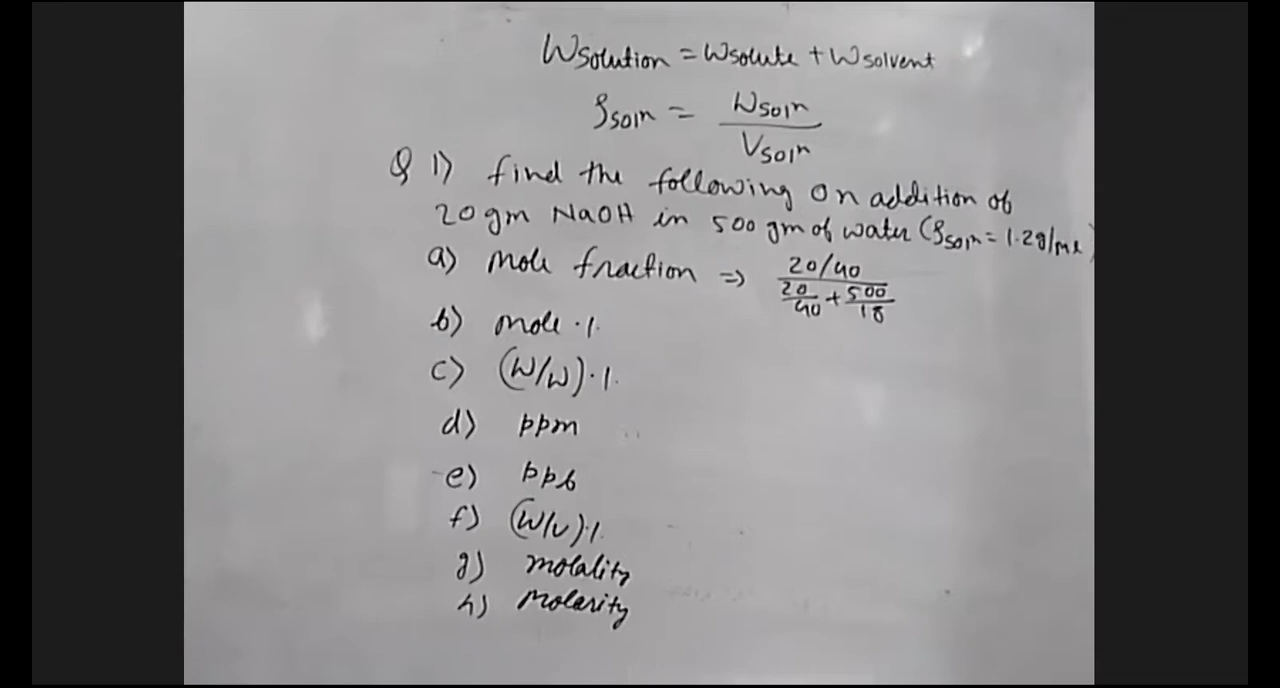 Wsolution = Wsolute + Wsolvent
ρsoln = Wsoln / Vsoln
Q 1) find the following on addition of
20 gm NaOH in 500 gm of water (ρsoln = 1.2g/ml)
a) mole fraction => (20/40) / (20/40 + 500/18)
b) mole %
c) (W/W) %
d) ppm
e) ppb
f) (W/V) %
g) molality
h) Molarity